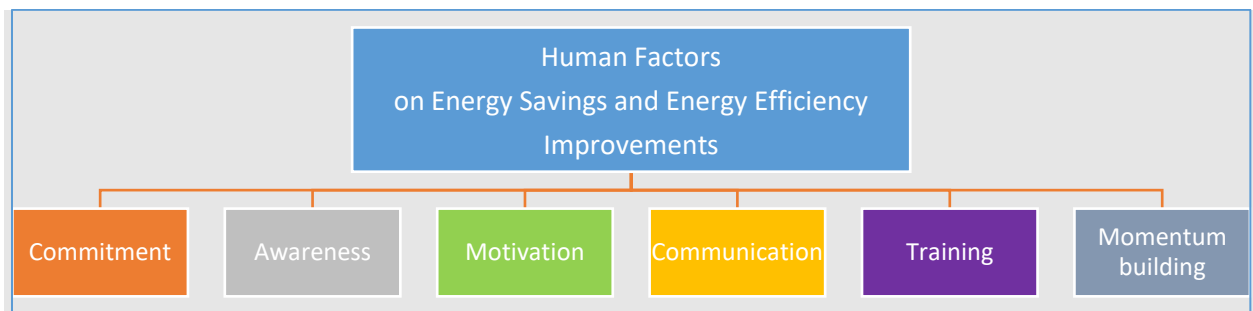 Human Factors
on Energy Savings and Energy Efficiency
Improvements
Commitment
Awareness
Motivation
Communication
Training
Momentum
building